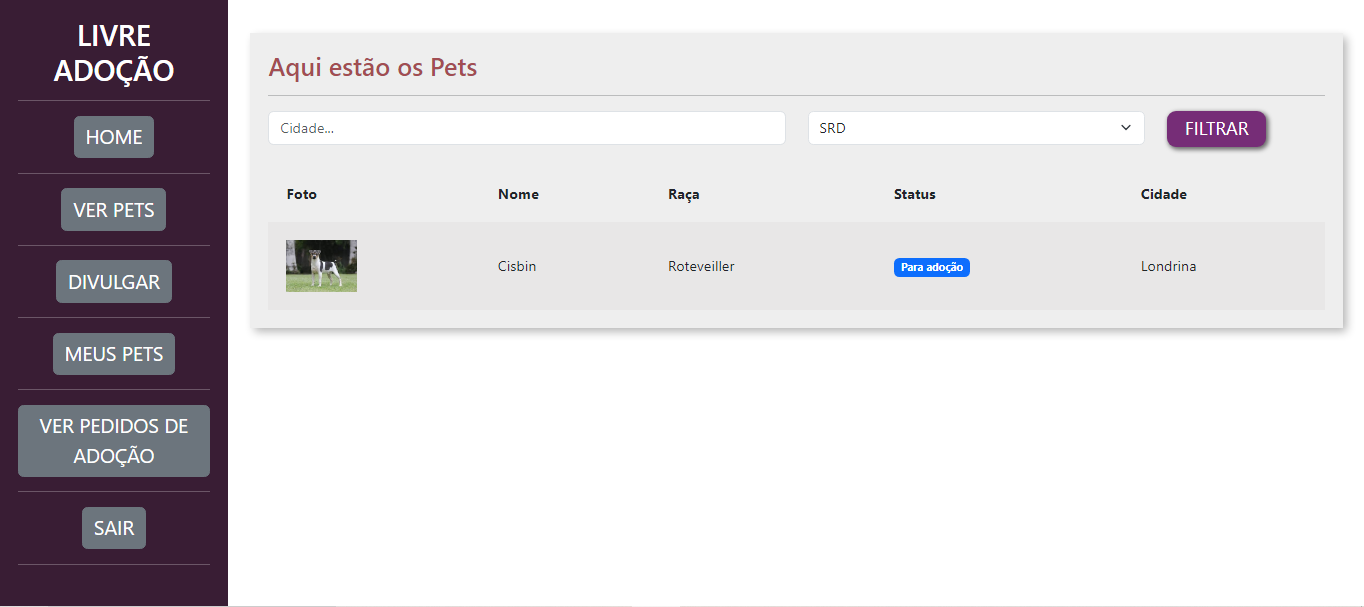 LIVRE
ADOÇÃO
HOME
VER PETS
DIVULGAR
MEUS PETS
VER PEDIDOS DE
ADOÇÃO
SAIR
Aqui estão os Pets
Cidade... SRD FILTRAR
Foto Nome Raça Status Cidade
Cisbin Roteveiller Para adoção Londrina